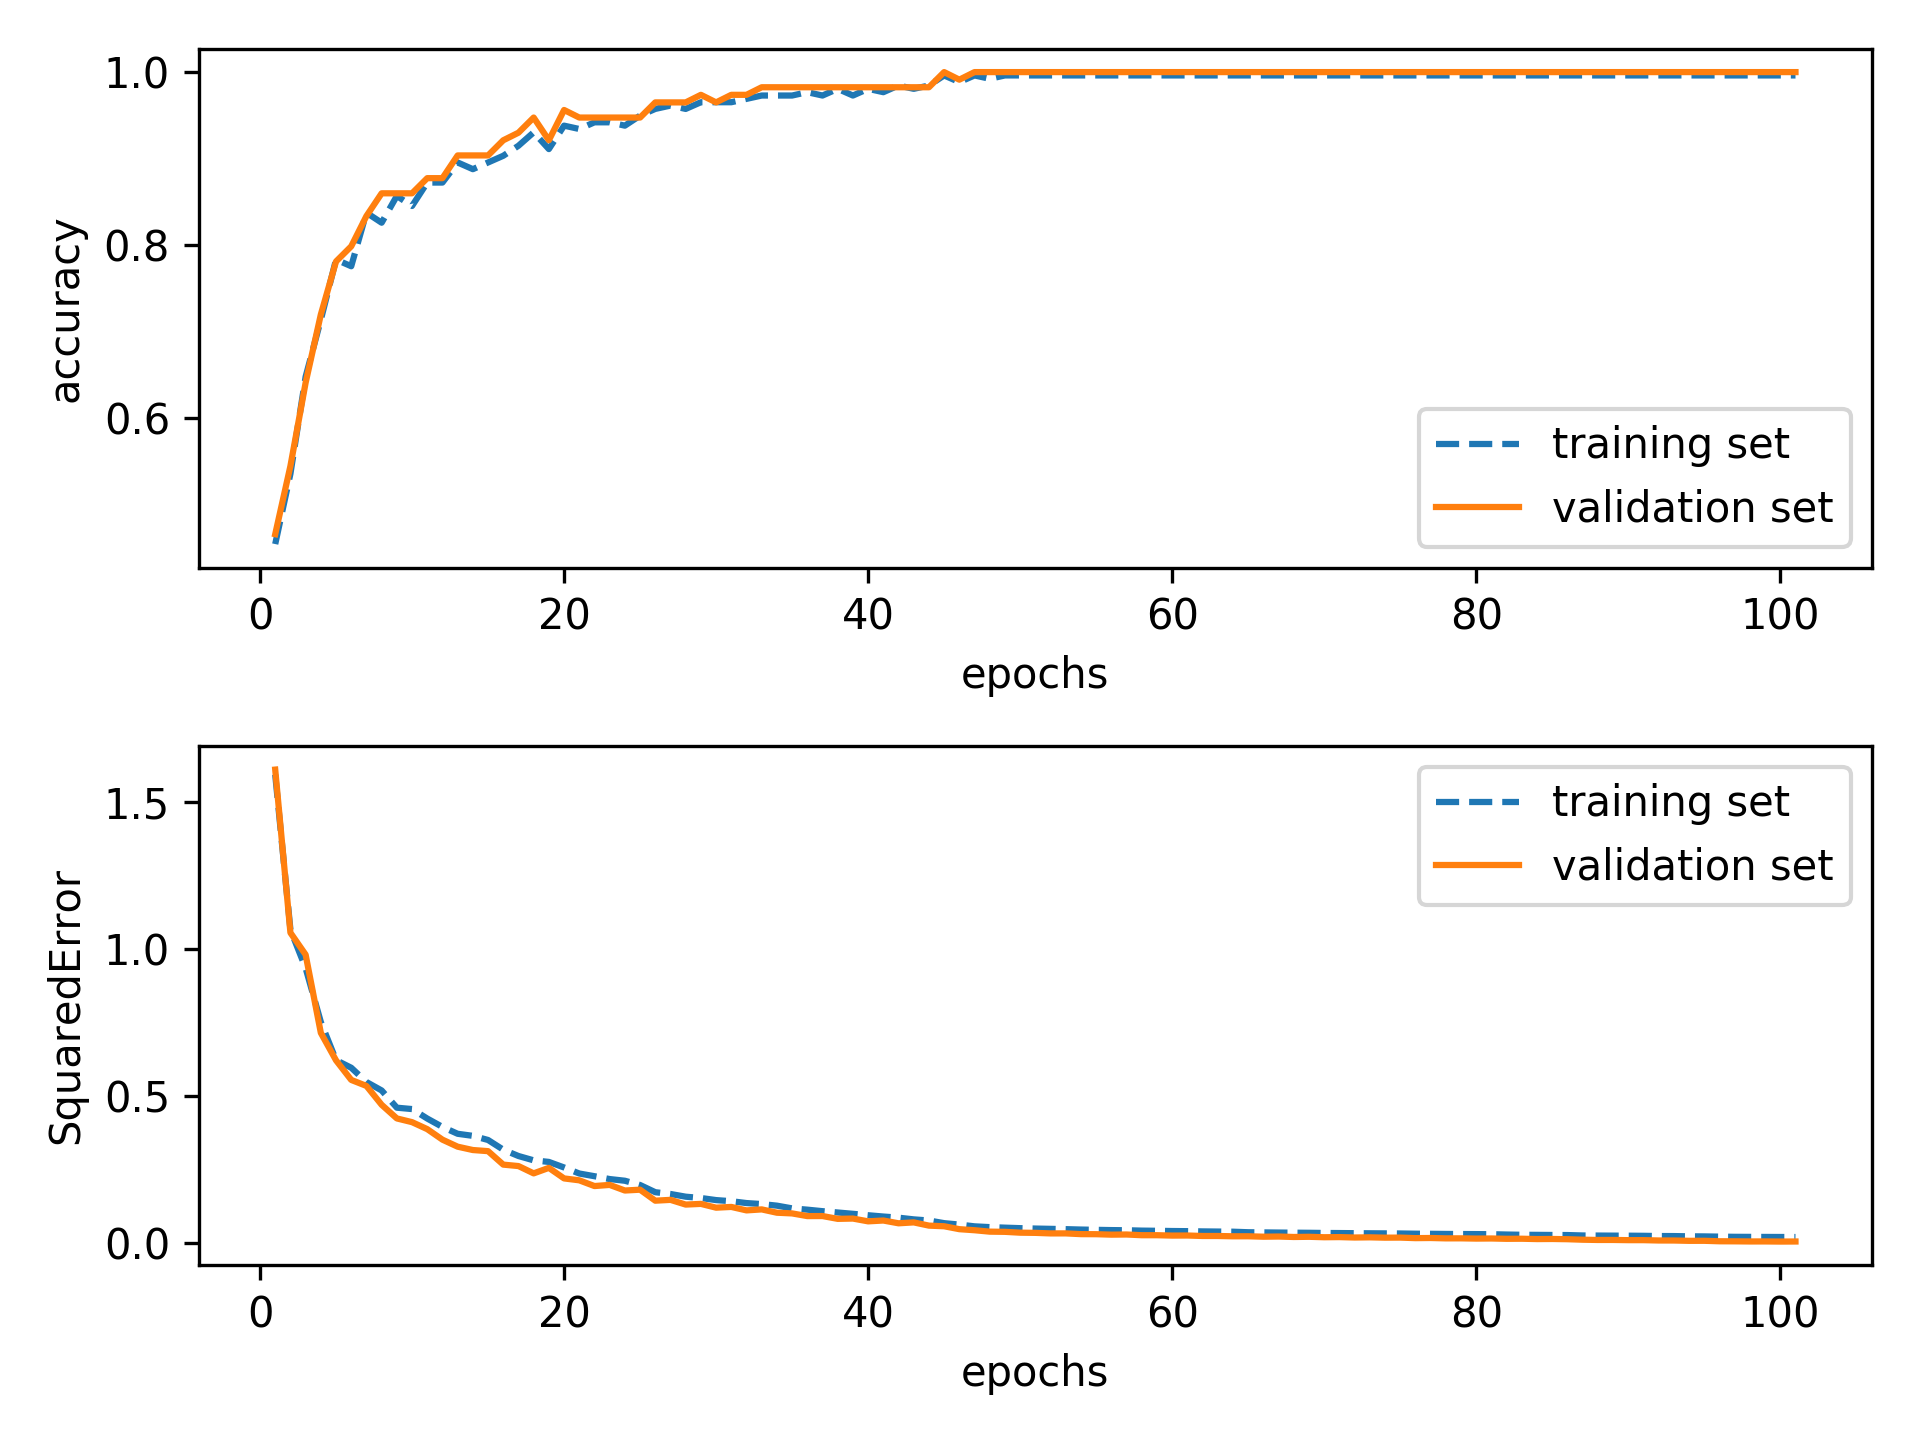 1.0
0.8
0.6
accuracy
training set
validation set
0 20 40 60 80 100
epochs
1.5
1.0
0.5
0.0
SquaredError
training set
validation set
0 20 40 60 80 100
epochs